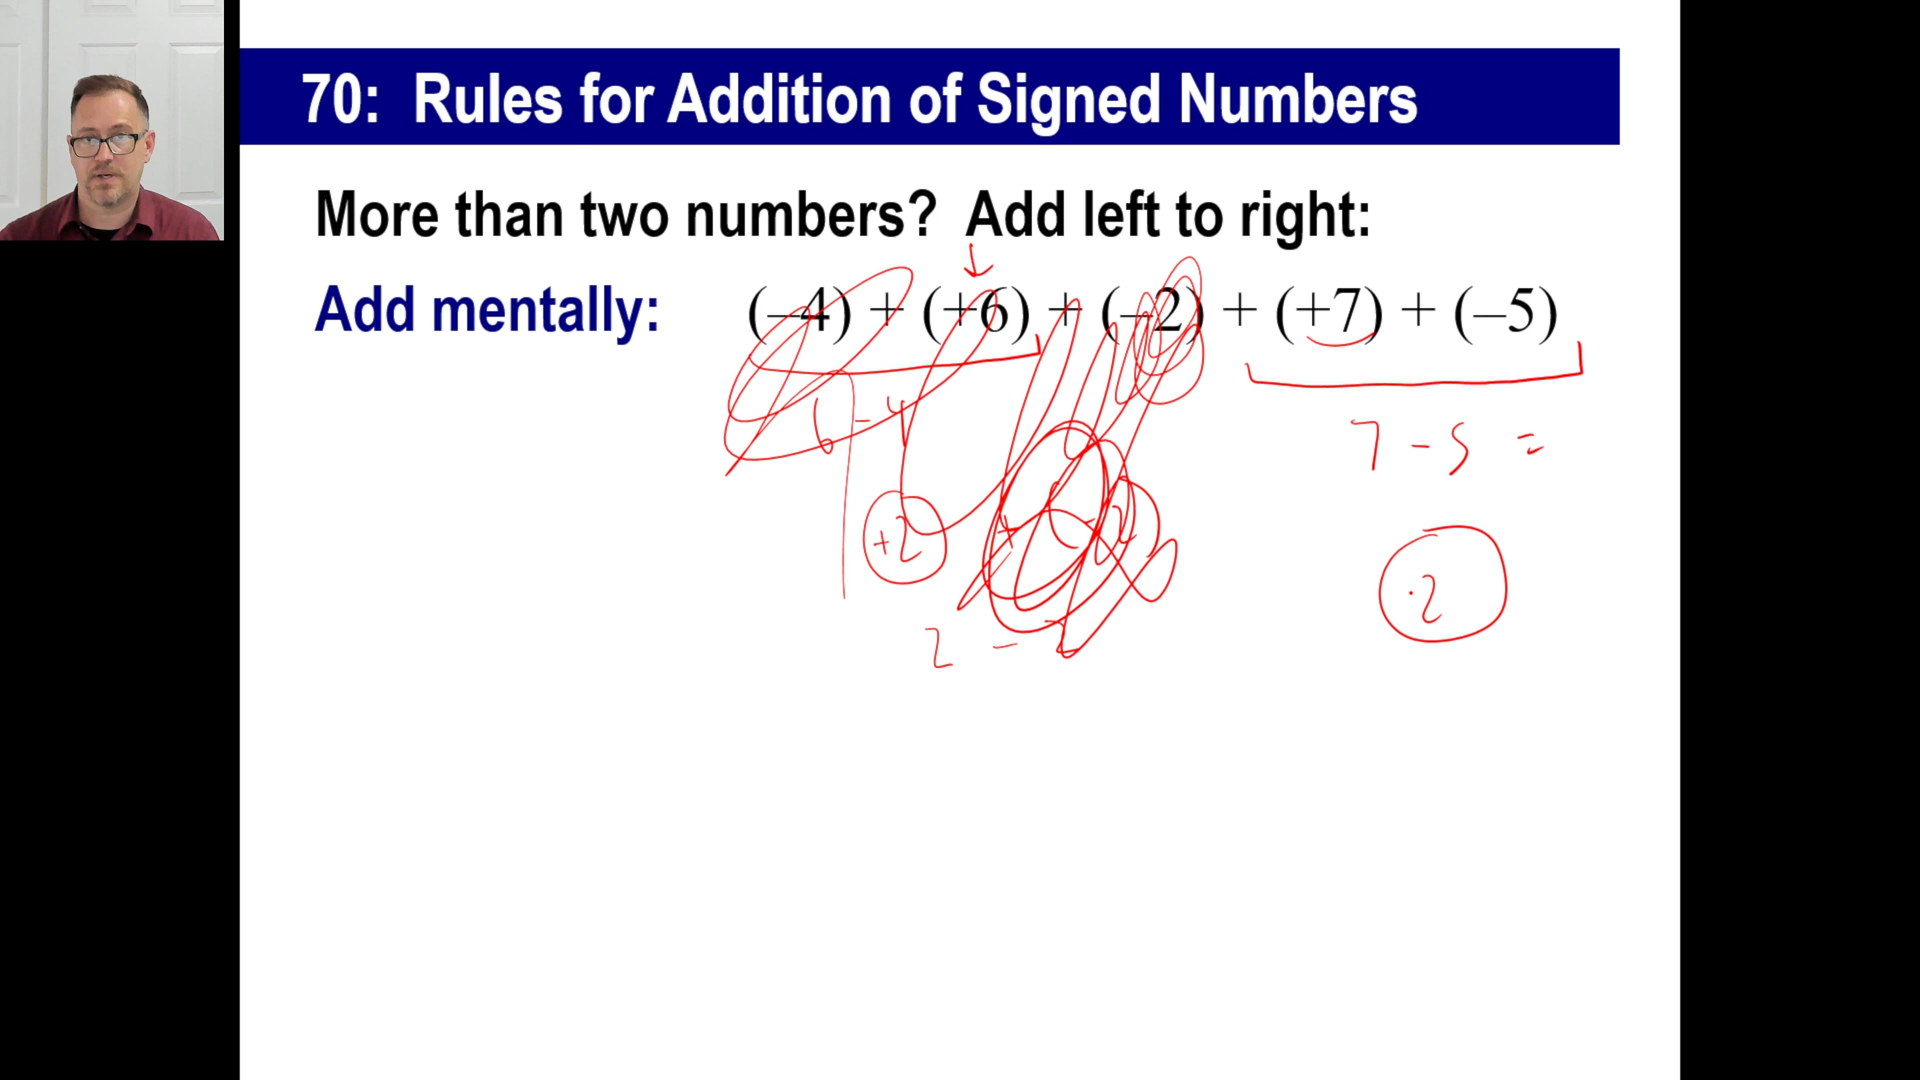 70: Rules for Addition of Signed Numbers
More than two numbers? Add left to right:
Add mentally: (–4) + (+6) + (–2) + (+7) + (–5)
6 – 4
7 - 5 =
+2
2 -
·2